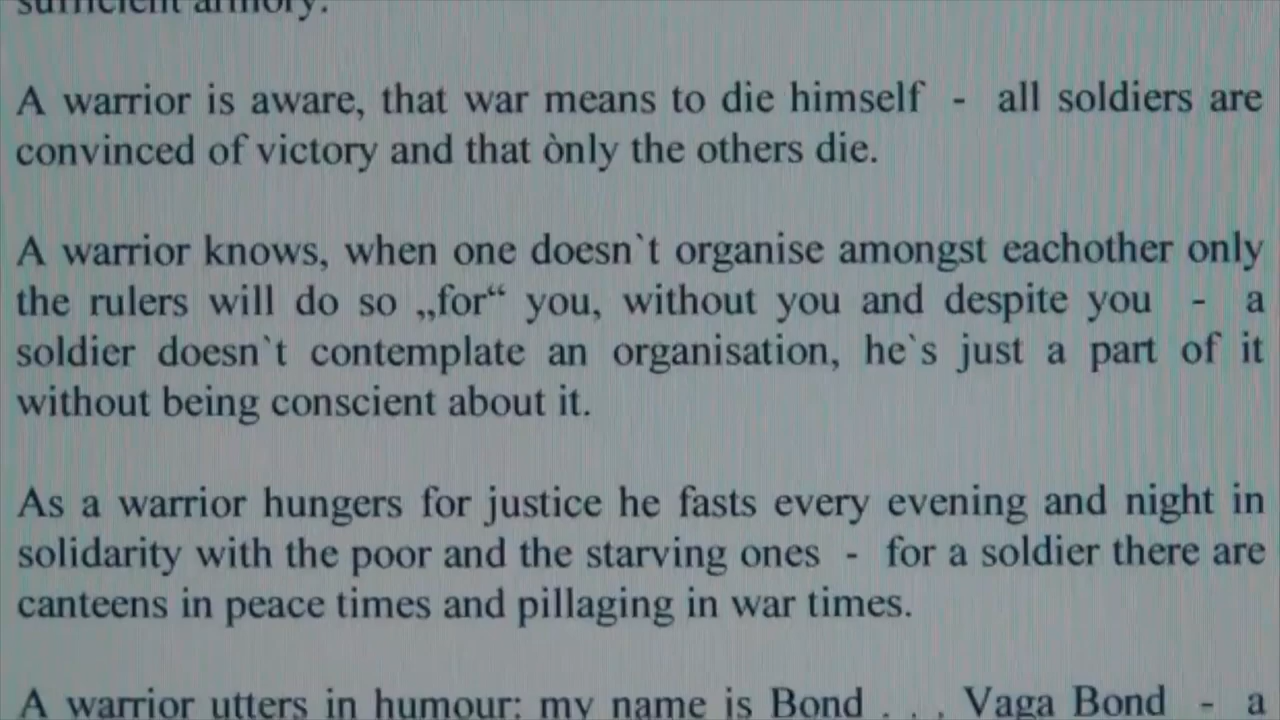 sufficient armory.
A warrior is aware, that war means to die himself - all soldiers are
convinced of victory and that ònly the others die.
A warrior knows, when one doesn`t organise amongst eachother only
the rulers will do so „for“ you, without you and despite you - a
soldier doesn`t contemplate an organisation, he`s just a part of it
without being conscient about it.
As a warrior hungers for justice he fasts every evening and night in
solidarity with the poor and the starving ones - for a soldier there are
canteens in peace times and pillaging in war times.
A warrior utters in humour: my name is Bond . . . Vaga Bond - a